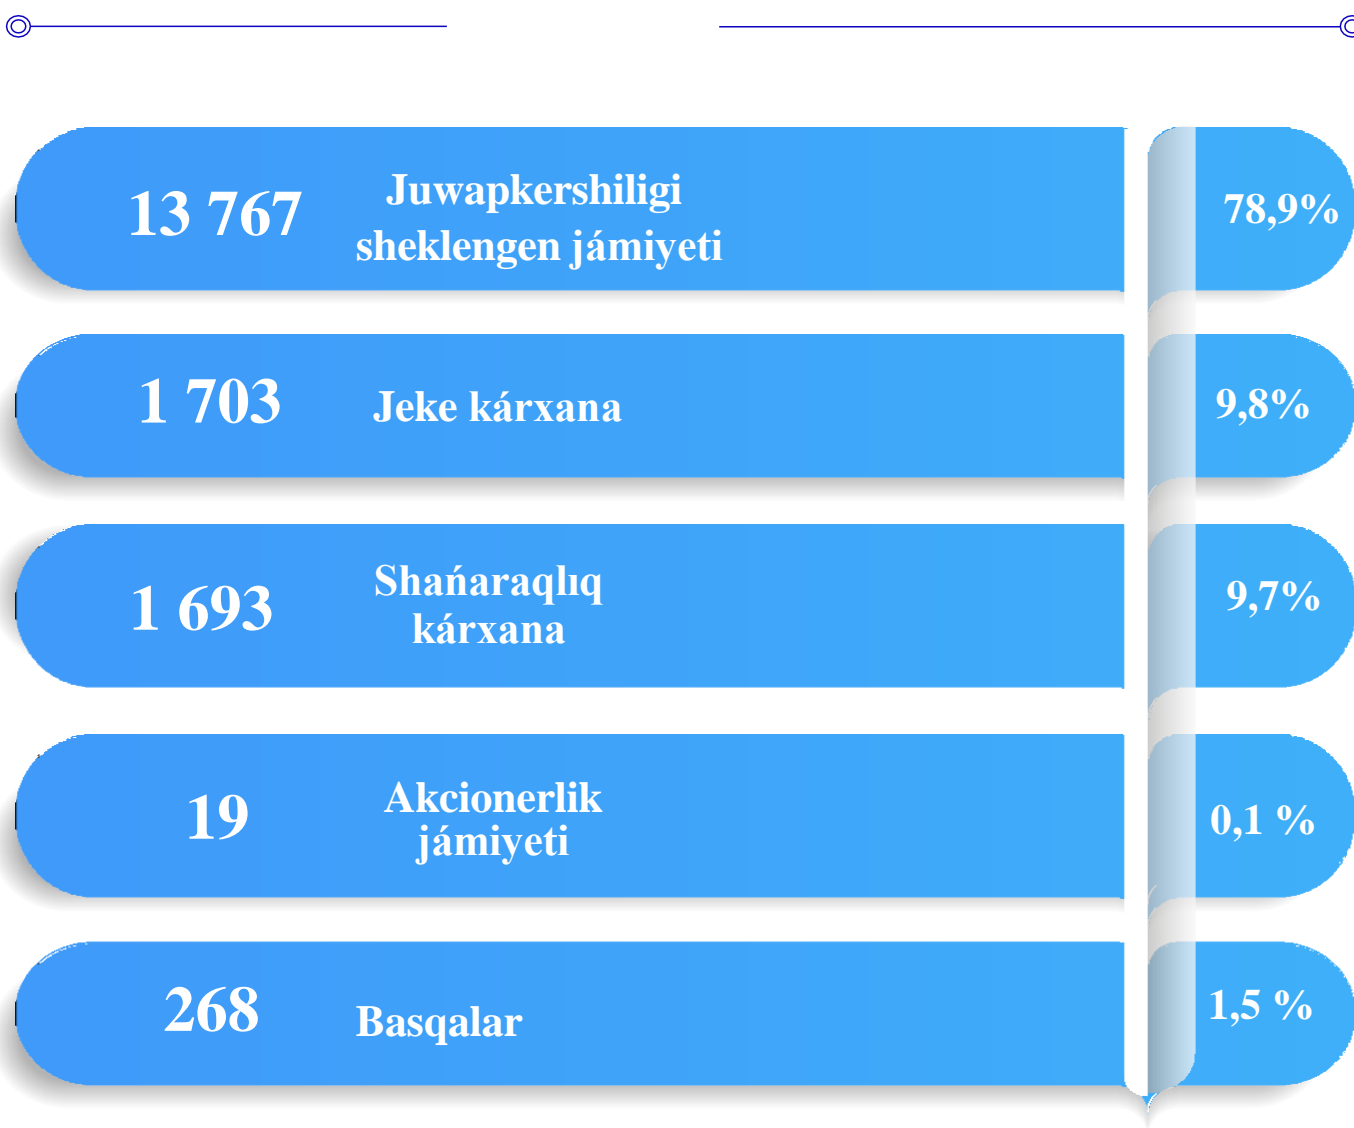 13 767
Juwapkershiligi
sheklengen jámiyeti
78,9%
1 703
Jeke kárxana
9,8%
1 693
Shańaraqlıq
kárxana
9,7%
19
Akcionerlik
jámiyeti
0,1 %
268
Basqalar
1,5 %